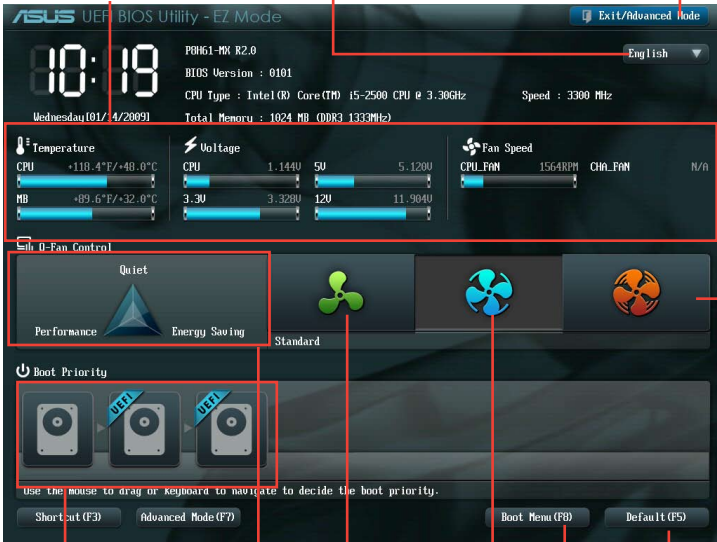 ASUS UEFI BIOS Utility - EZ Mode
Exit/Advanced Mode
10:19
Wednesday[01/14/2009]
P8H61-MX R2.0
BIOS Version : 0101
CPU Type : Intel(R) Core(TM) i5-2500 CPU @ 3.30GHz
Speed : 3300 MHz
Total Memory : 1024 MB (DDR3 1333MHz)
English
Temperature
CPU +118.4°F/+48.0°C
MB +89.6°F/+32.0°C
Voltage
CPU 1.144V 5V 5.120V
3.3V 3.328V 12V 11.904V
Fan Speed
CPU_FAN 1564RPM CHA_FAN N/A
Q-Fan Control
Quiet
Performance
Energy Saving
Standard
Boot Priority
UEFI
UEFI
Use the mouse to drag or keyboard to navigate to decide the boot priority.
Shortcut(F3)
Advanced Mode(F7)
Boot Menu(F8)
Default(F5)